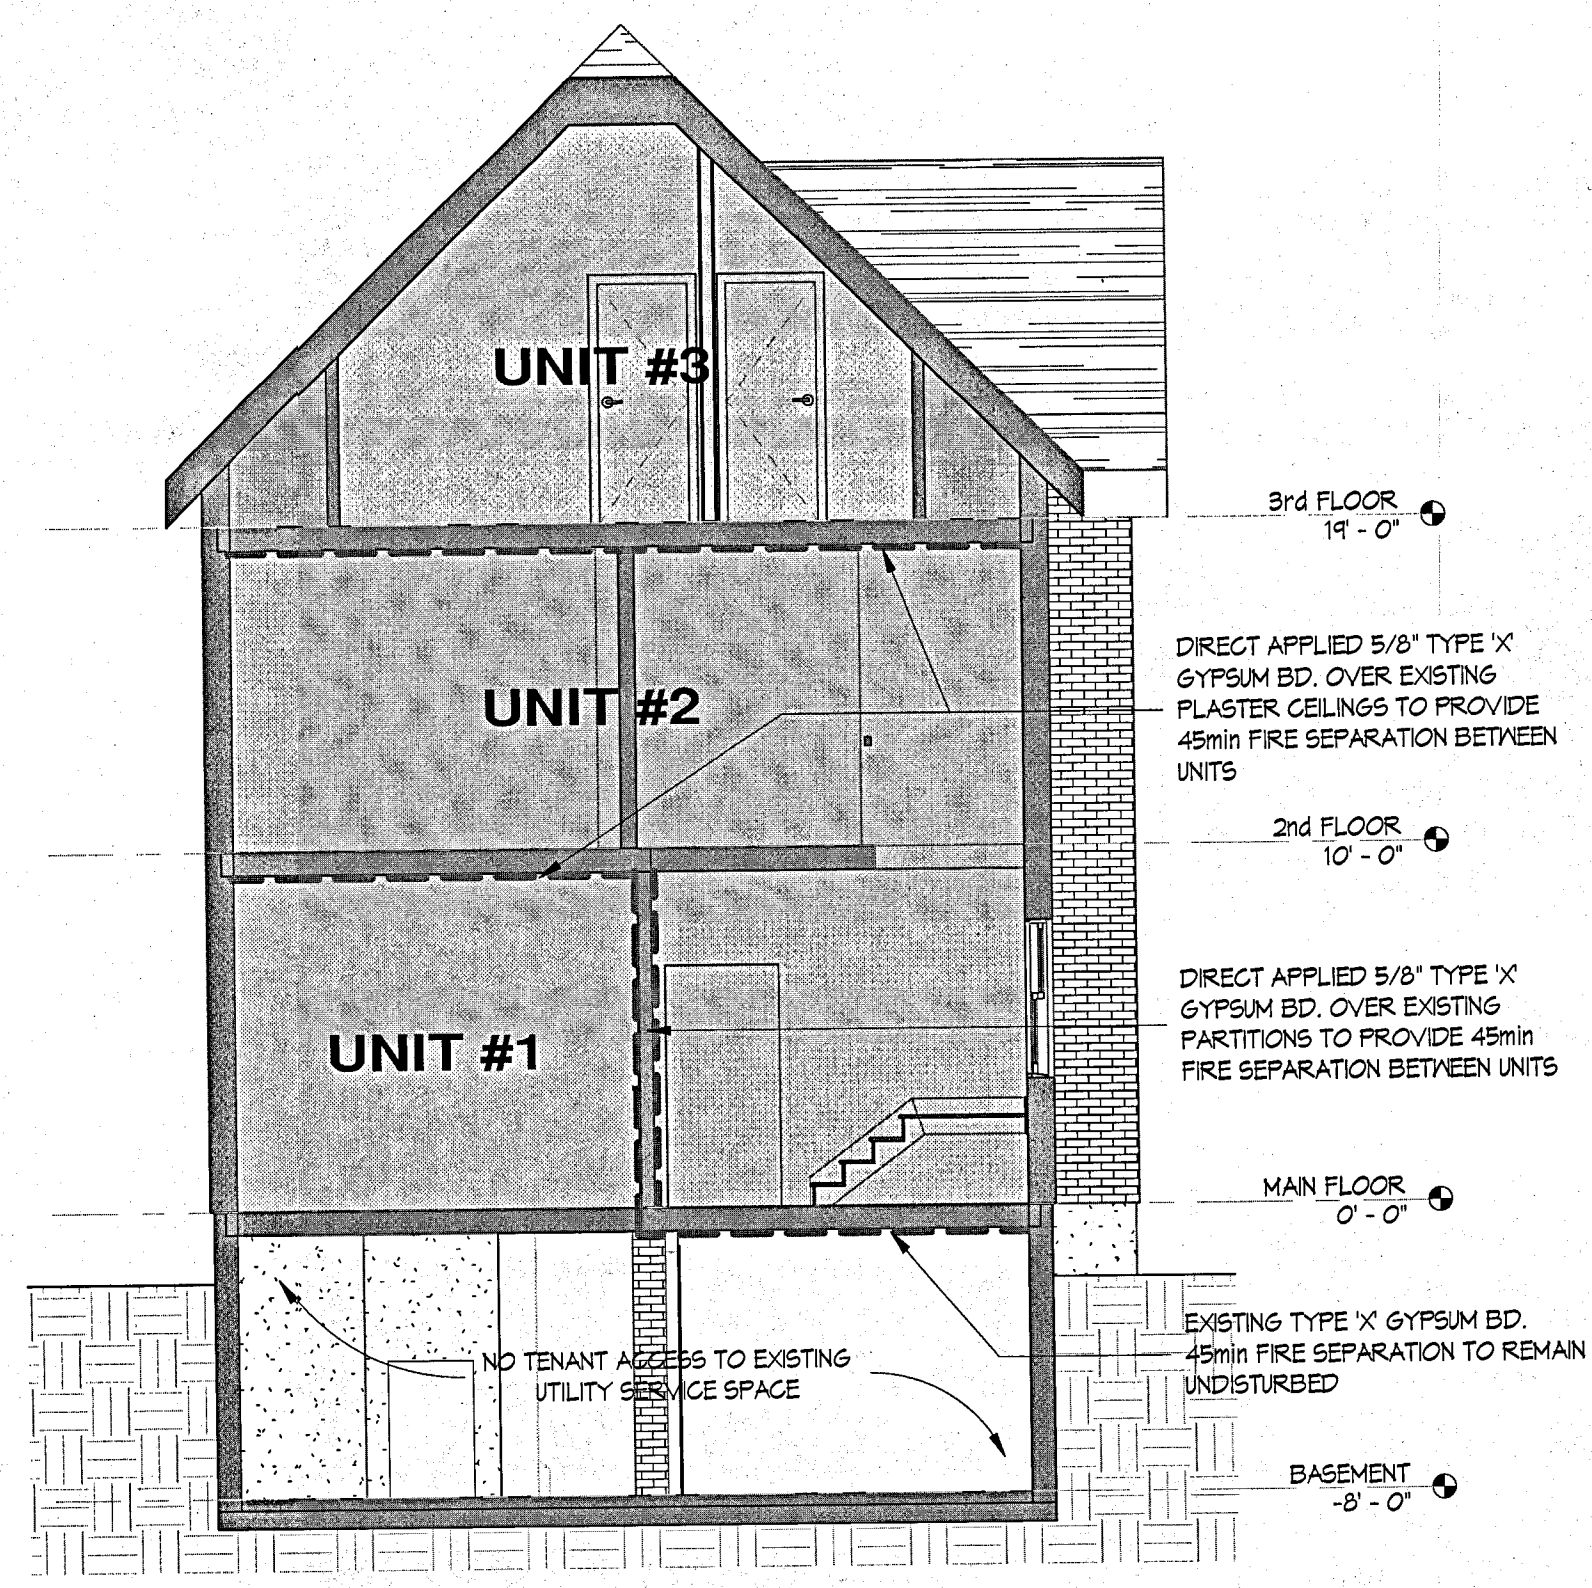 UNIT #3
3rd FLOOR
19' - 0"
DIRECT APPLIED 5/8" TYPE 'X'
GYPSUM BD. OVER EXISTING
PLASTER CEILINGS TO PROVIDE
45min FIRE SEPARATION BETWEEN
UNITS
UNIT #2
2nd FLOOR
10' - 0"
DIRECT APPLIED 5/8" TYPE 'X'
GYPSUM BD. OVER EXISTING
PARTITIONS TO PROVIDE 45min
FIRE SEPARATION BETWEEN UNITS
UNIT #1
MAIN FLOOR
0' - 0"
EXISTING TYPE 'X' GYPSUM BD.
45min FIRE SEPARATION TO REMAIN
UNDISTURBED
NO TENANT ACCESS TO EXISTING
UTILITY SERVICE SPACE
BASEMENT
-8' - 0"